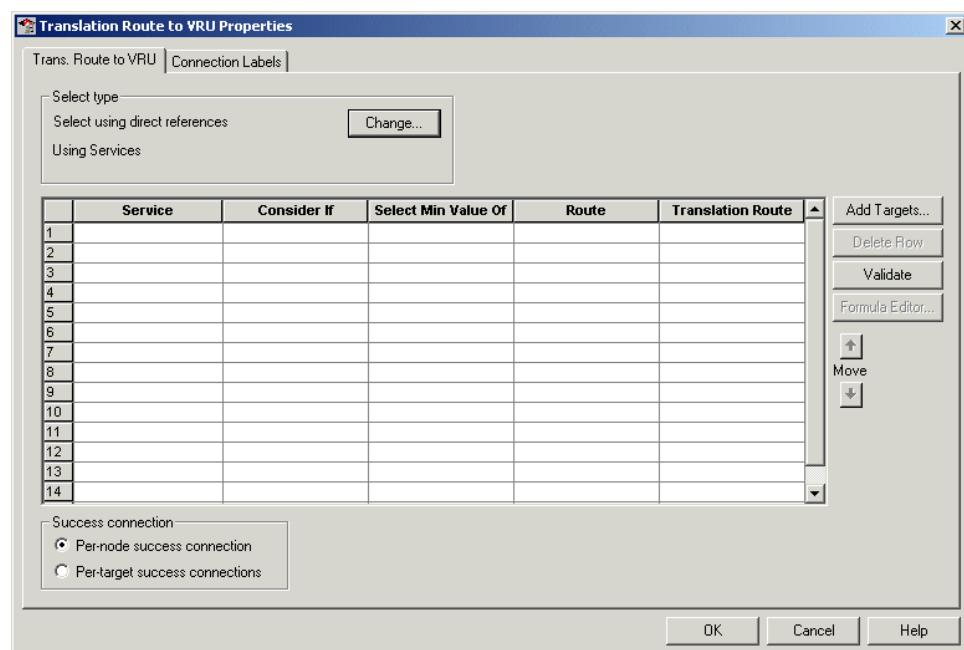 Translation Route to VRU Properties
Trans. Route to VRU Connection Labels
Select type
Select using direct references Change...
Using Services
Service Consider If Select Min Value Of Route Translation Route Add Targets...
1
2 Delete Row
3
4 Validate
5 Formula Editor...
6
7
8 Move
9
10
11
12
13
14
Success connection
Per-node success connection
Per-target success connections
OK Cancel Help